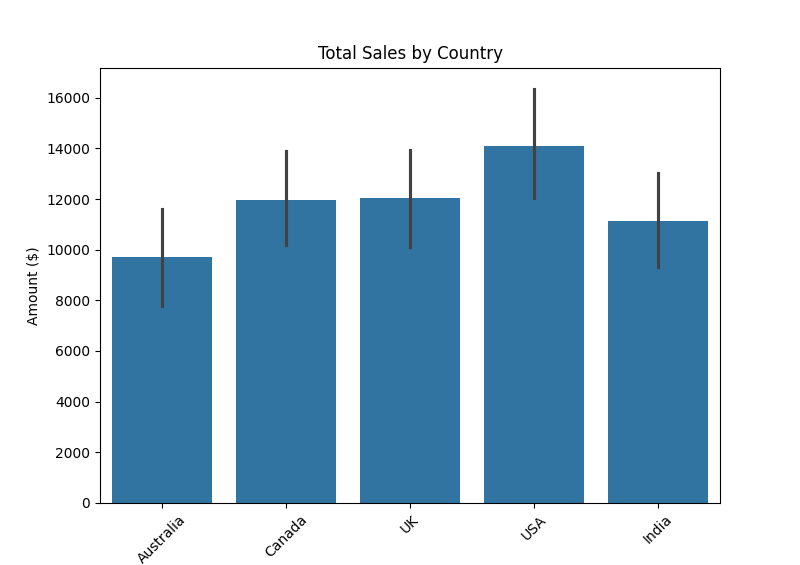 Total Sales by Country
Amount ($)
16000
14000
12000
10000
8000
6000
4000
2000
0
Australia
Canada
UK
USA
India